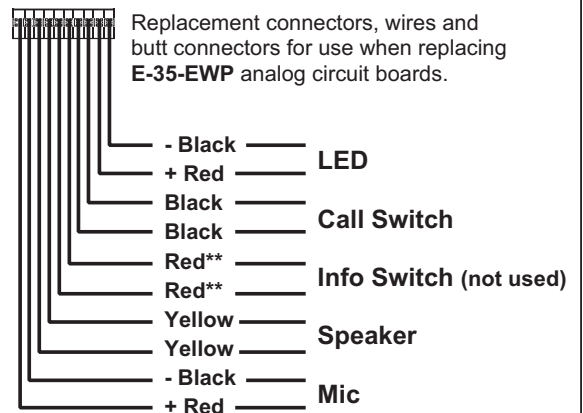 Replacement connectors, wires and
butt connectors for use when replacing
E-35-EWP analog circuit boards.
- Black
+ Red
LED
Black
Black
Call Switch
Red**
Red**
Info Switch (not used)
Yellow
Yellow
Speaker
- Black
+ Red
Mic